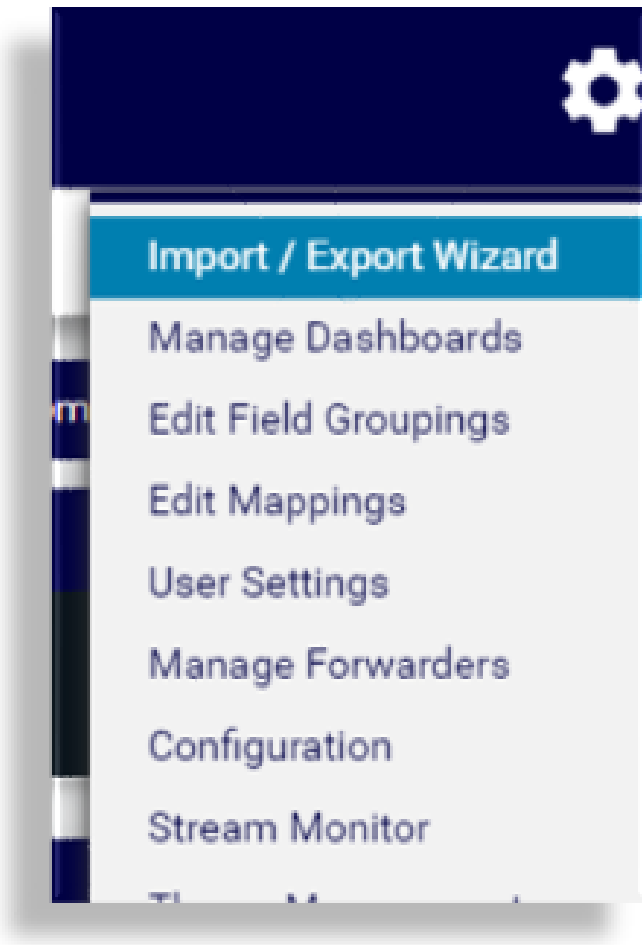 Import / Export Wizard
Manage Dashboards
Edit Field Groupings
Edit Mappings
User Settings
Manage Forwarders
Configuration
Stream Monitor